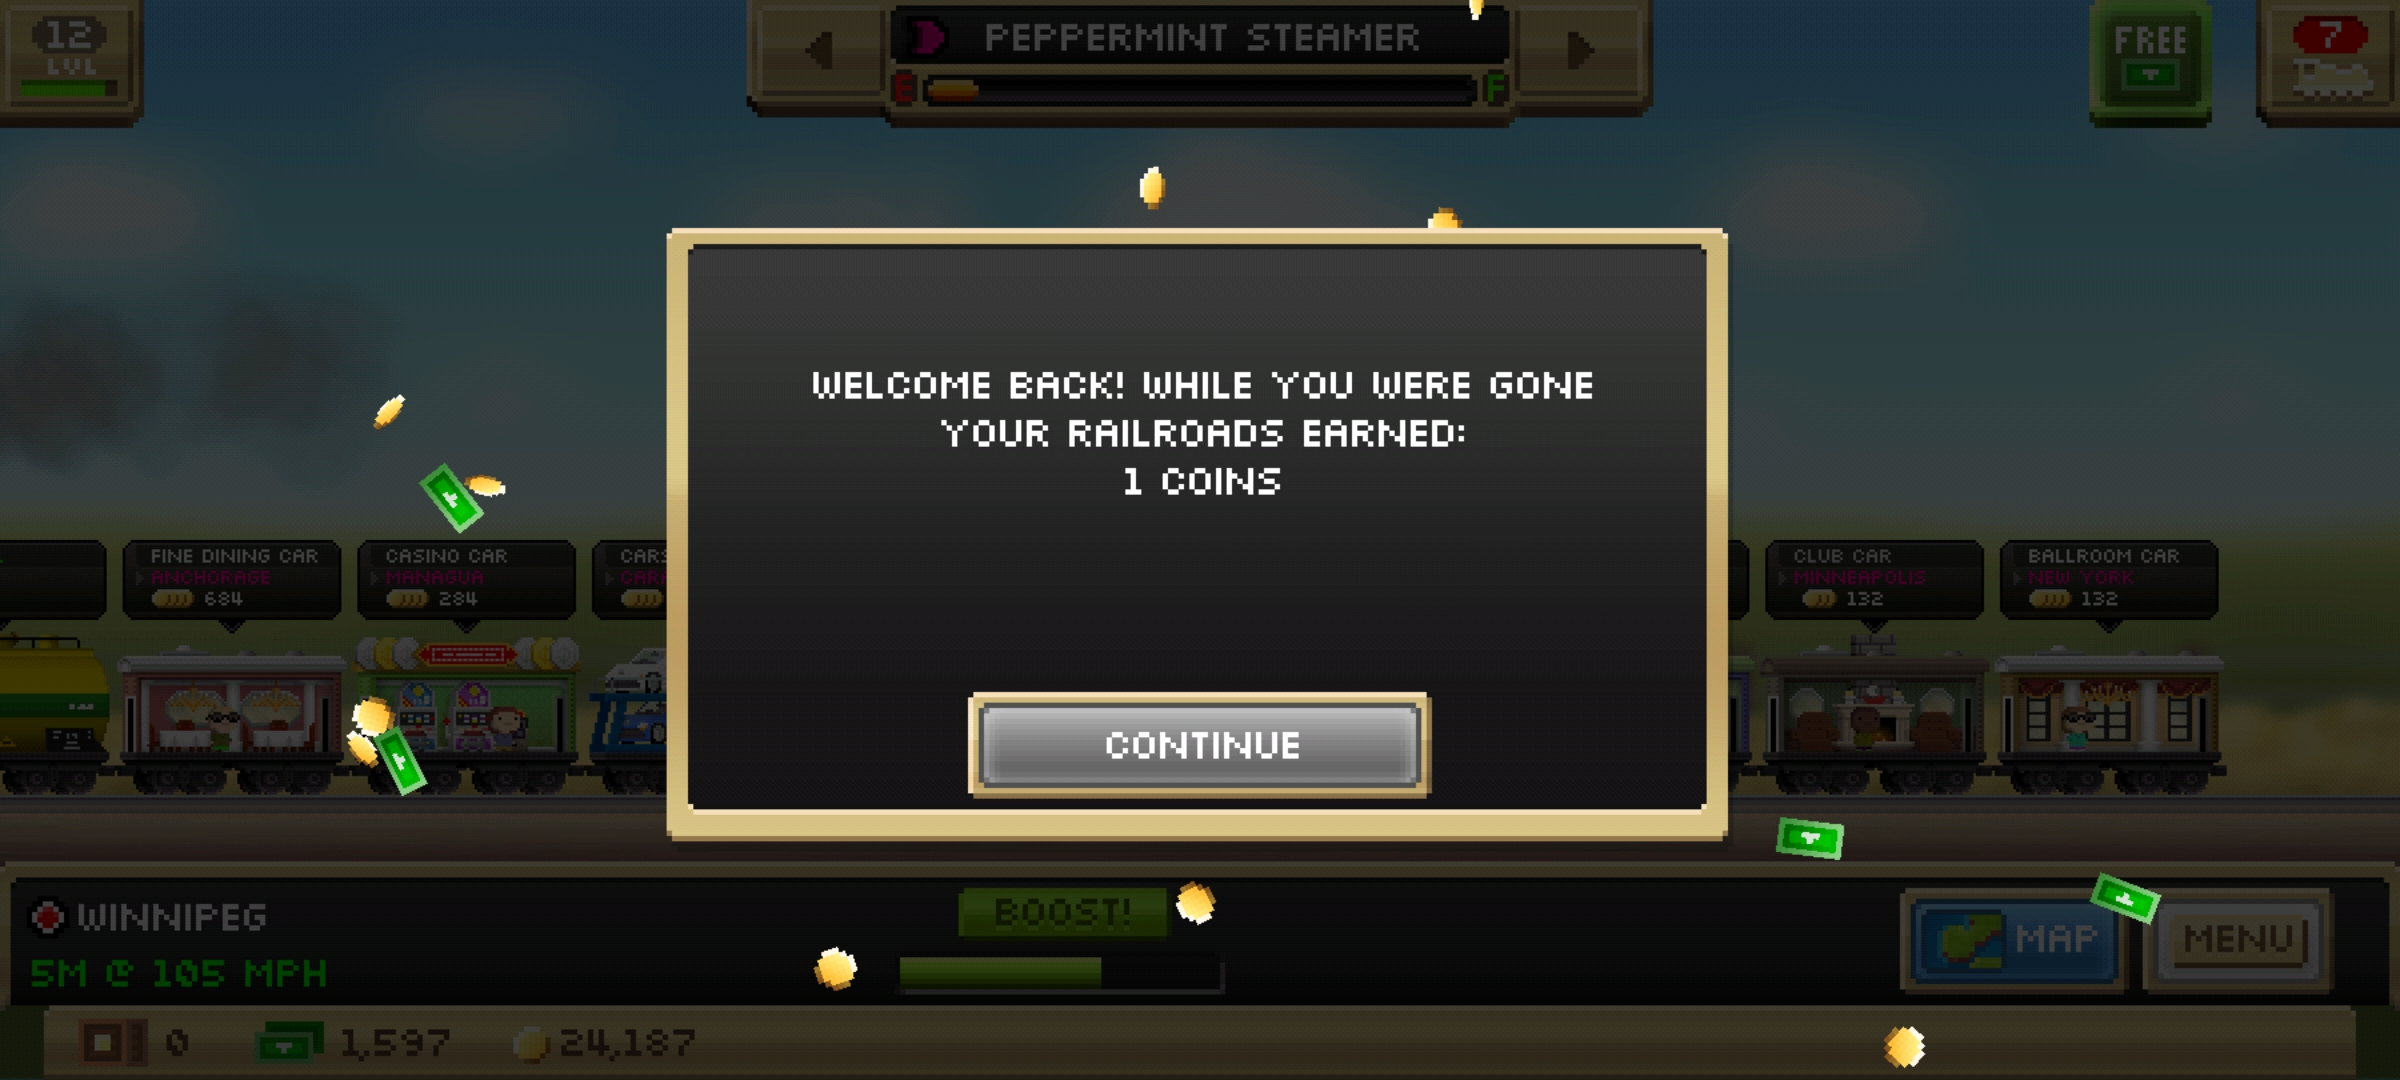 12
LVL
PEPPERMINT STEAMER
E
F
FREE
7
WELCOME BACK! WHILE YOU WERE GONE
YOUR RAILROADS EARNED:
1 COINS
CONTINUE
FINE DINING CAR
ANCHORAGE
684
CASINO CAR
MANAGUA
284
CLUB CAR
MINNEAPOLIS
132
BALLROOM CAR
NEW YORK
132
WINNIPEG
5M @ 105 MPH
BOOST!
MAP
MENU
0
1,597
24,187